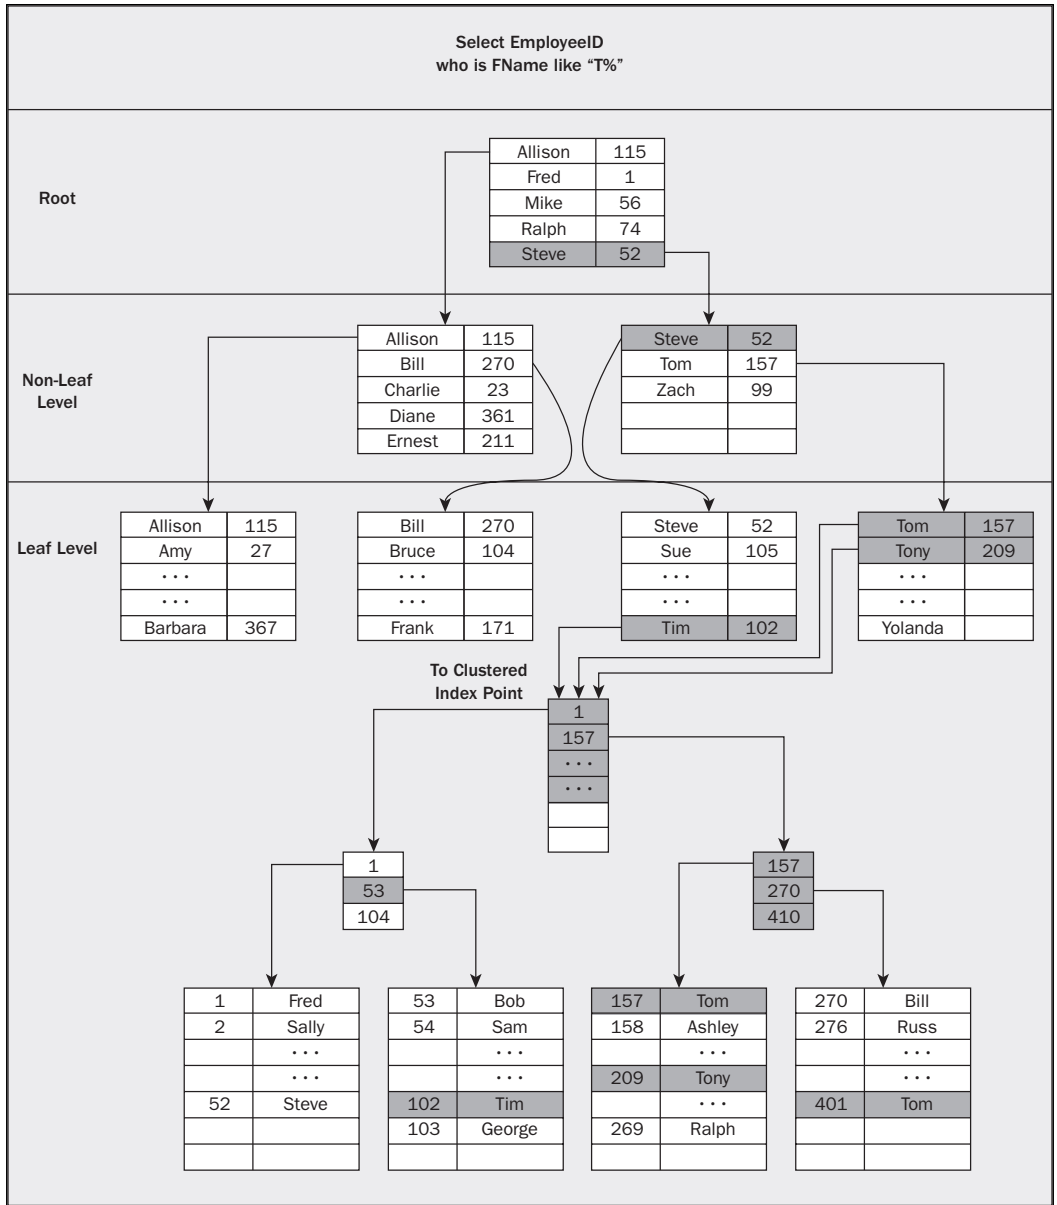 Select EmployeeID
who is FName like “T%”
Root
Allison 115
Fred 1
Mike 56
Ralph 74
Steve 52
Non-Leaf
Level
Allison 115
Bill 270
Charlie 23
Diane 361
Ernest 211
Steve 52
Tom 157
Zach 99
Leaf Level
Allison 115
Amy 27
...
...
Barbara 367
Bill 270
Bruce 104
...
...
Frank 171
Steve 52
Sue 105
...
...
Tim 102
Tom 157
Tony 209
...
...
Yolanda
To Clustered
Index Point
1
157
...
...
1
53
104
157
270
410
1 Fred
2 Sally
...
...
52 Steve
53 Bob
54 Sam
...
...
102 Tim
103 George
157 Tom
158 Ashley
...
209 Tony
...
269 Ralph
270 Bill
276 Russ
...
...
401 Tom